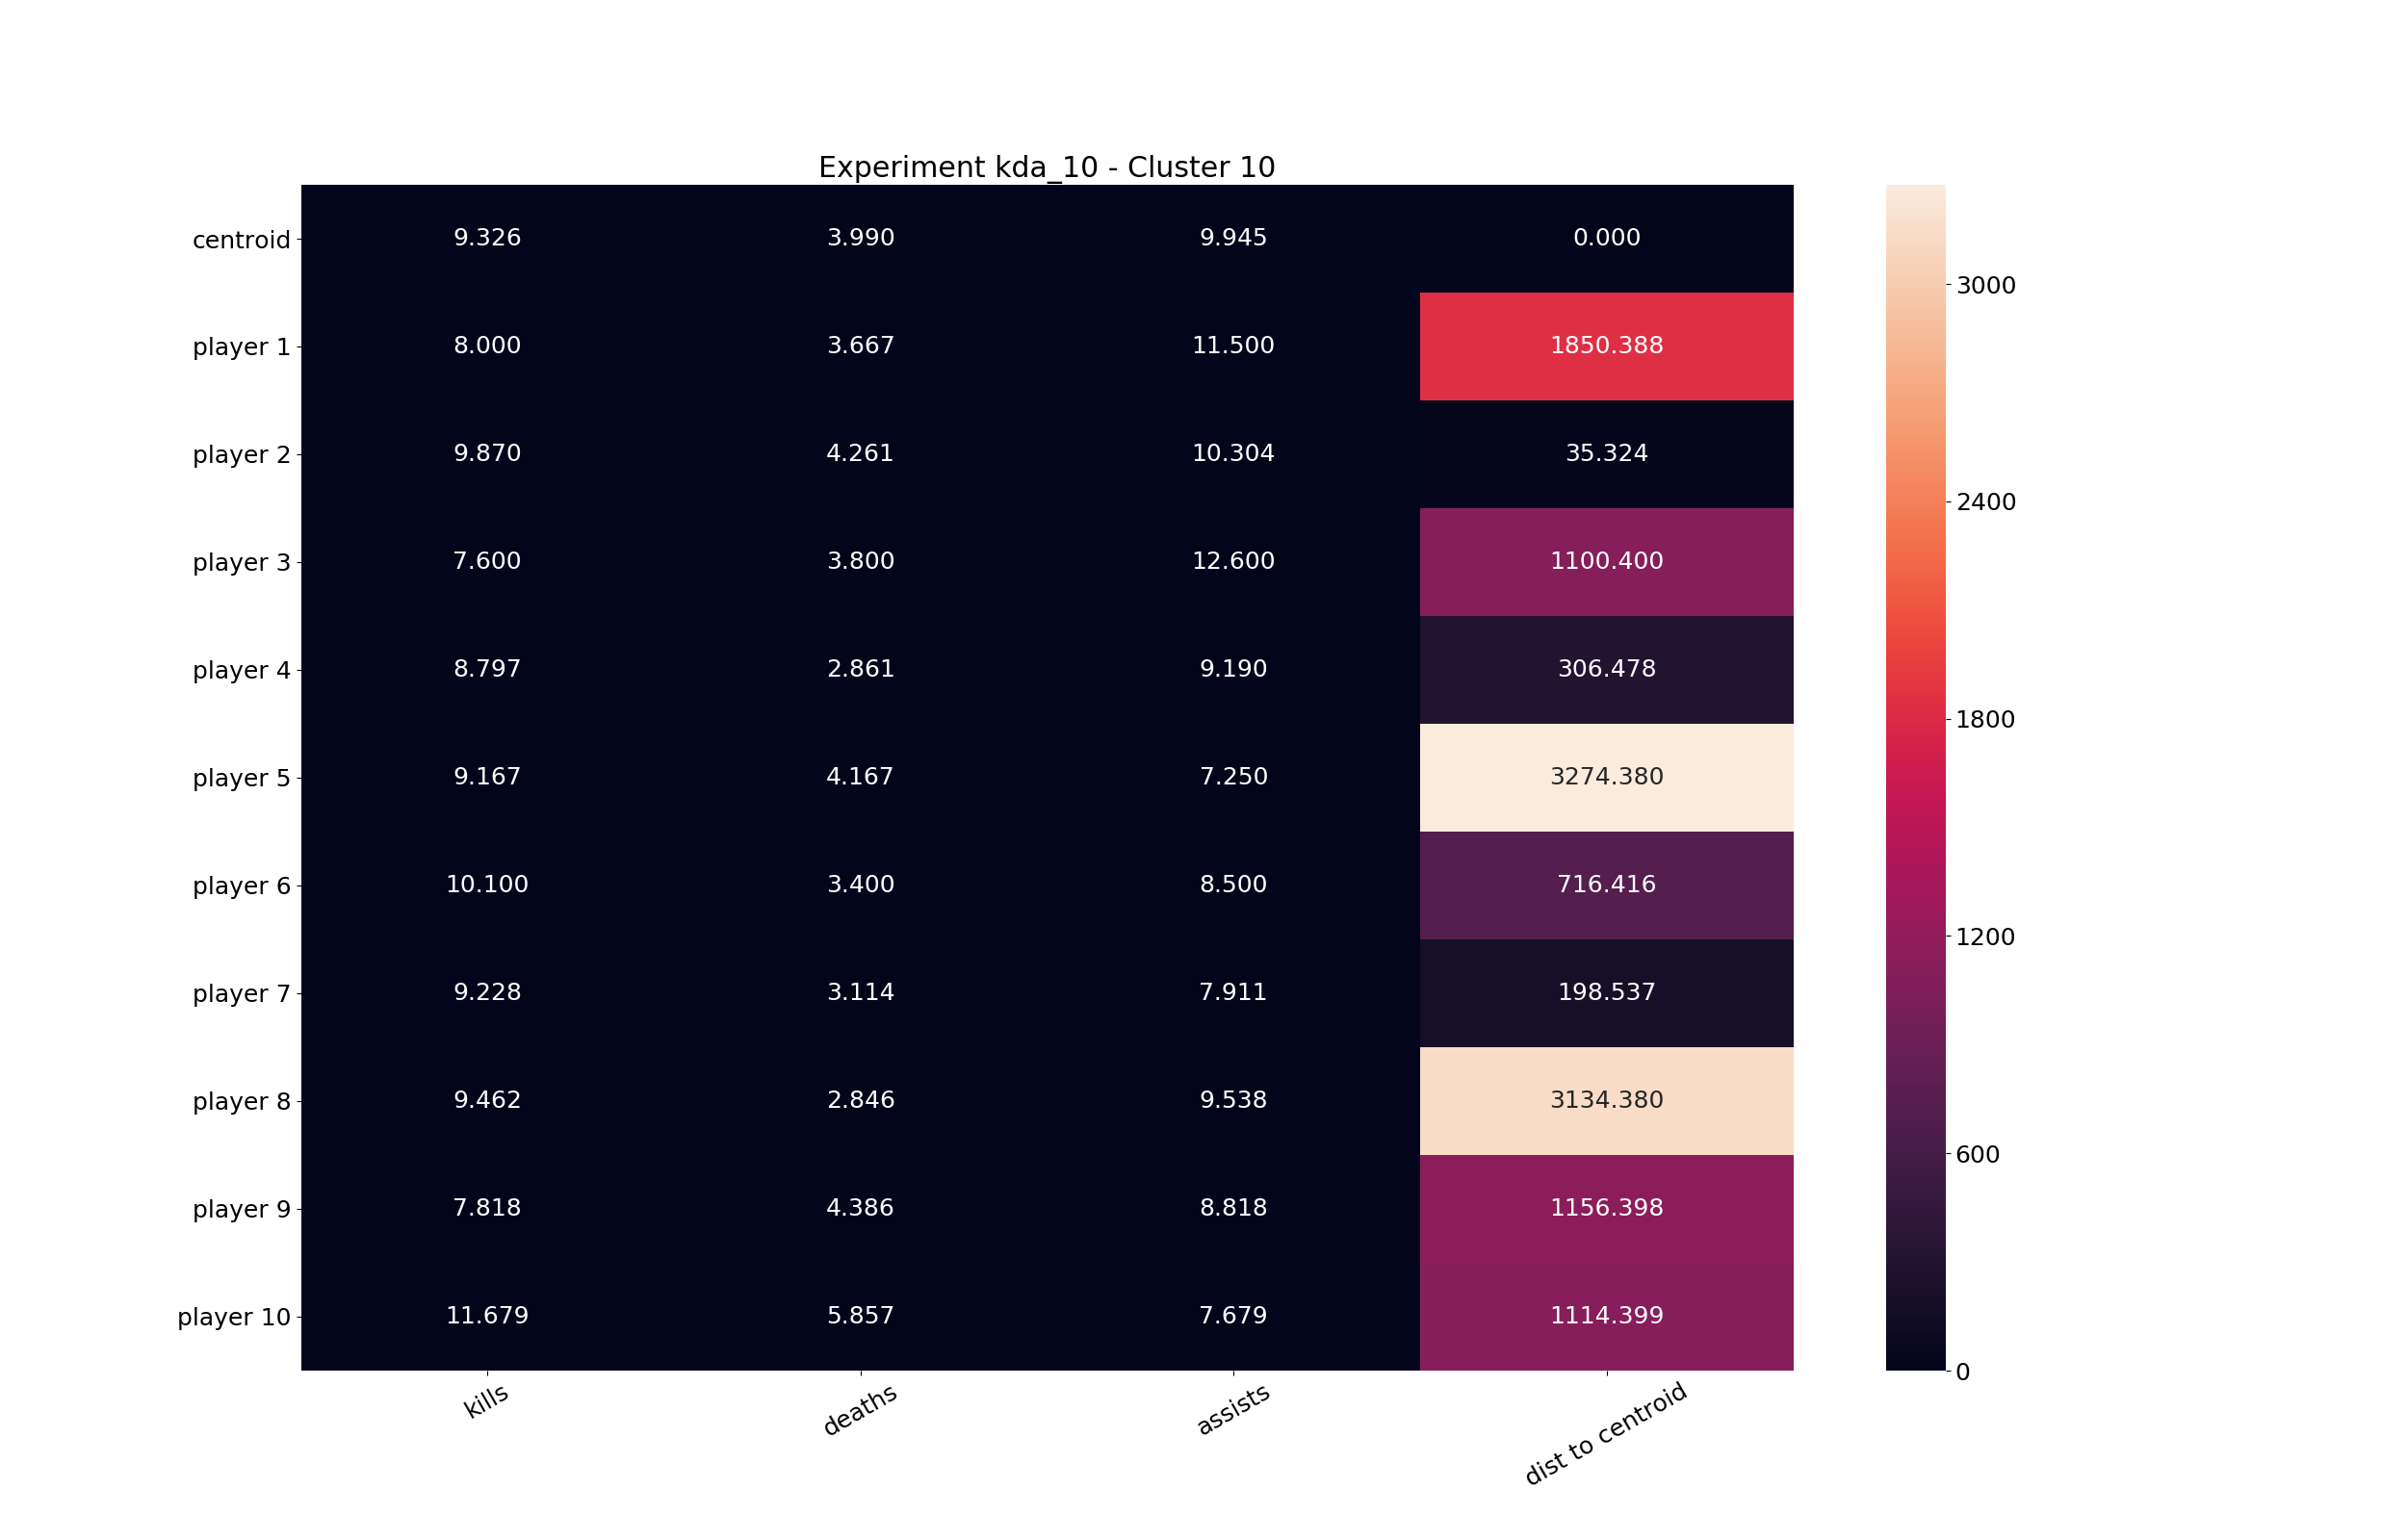 Experiment kda_10 - Cluster 10
centroid 9.326 3.990 9.945 0.000
player 1 8.000 3.667 11.500 1850.388
player 2 9.870 4.261 10.304 35.324
player 3 7.600 3.800 12.600 1100.400
player 4 8.797 2.861 9.190 306.478
player 5 9.167 4.167 7.250 3274.380
player 6 10.100 3.400 8.500 716.416
player 7 9.228 3.114 7.911 198.537
player 8 9.462 2.846 9.538 3134.380
player 9 7.818 4.386 8.818 1156.398
player 10 11.679 5.857 7.679 1114.399
kills deaths assists dist to centroid
3000
2400
1800
1200
600
0